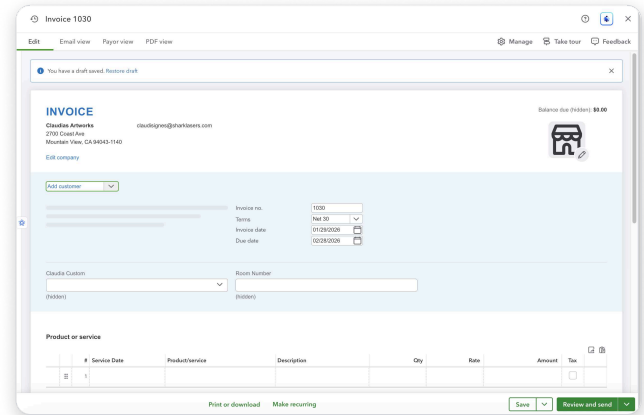 Invoice 1030
Edit Email view Payor view PDF view Manage Take tour Feedback
You have a draft saved. Restore draft
INVOICE
Balance due (hidden): $0.00
Claudias Artworks claudisignes@sharklasers.com
2700 Coast Ave
Mountain View, CA 94043-1140
Edit company
Add customer
Invoice no. 1030
Terms Net 30
Invoice date 01/29/2026
Due date 02/28/2026
Claudia Custom Room Number
(hidden) (hidden)
Product or service
# Service Date Product/service Description Qty Rate Amount Tax
1
Print or download Make recurring Save Review and send